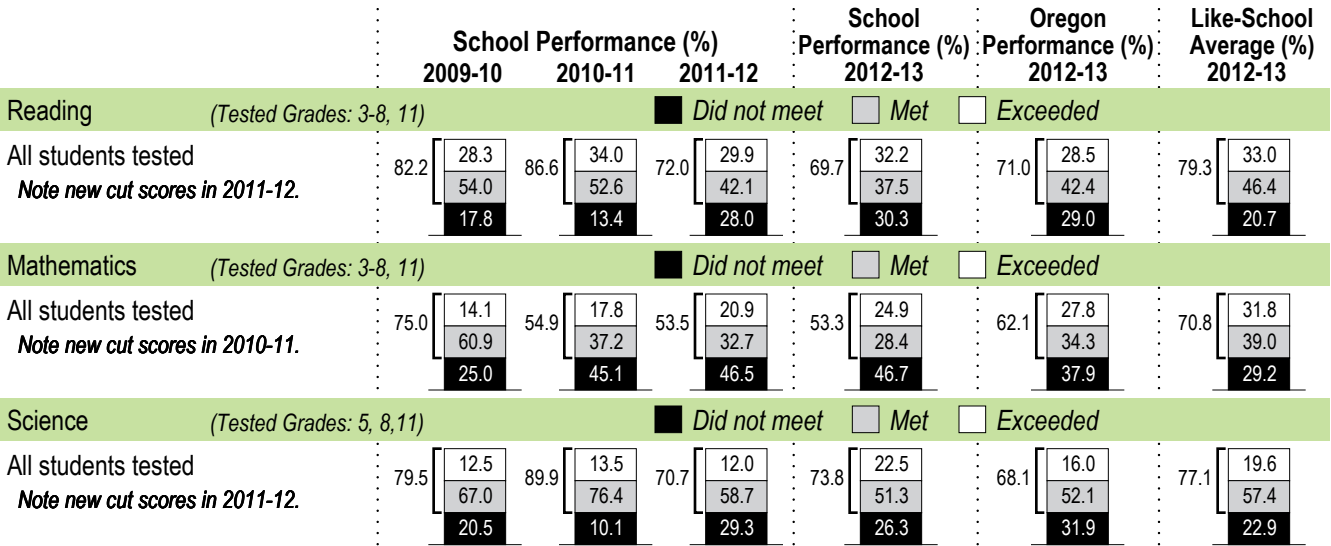 School Performance (%)
School
Performance (%)
Oregon
Performance (%)
Like-School
Average (%)
2009-10 2010-11 2011-12 2012-13 2012-13 2012-13
Reading (Tested Grades: 3-8, 11) Did not meet Met Exceeded
All students tested
Note new cut scores in 2011-12.
82.2 86.6 72.0 69.7 71.0 79.3
28.3 34.0 29.9 32.2 28.5 33.0
54.0 52.6 42.1 37.5 42.4 46.4
17.8 13.4 28.0 30.3 29.0 20.7
Mathematics (Tested Grades: 3-8, 11) Did not meet Met Exceeded
All students tested
Note new cut scores in 2010-11.
75.0 54.9 53.5 53.3 62.1 70.8
14.1 17.8 20.9 24.9 27.8 31.8
60.9 37.2 32.7 28.4 34.3 39.0
25.0 45.1 46.5 46.7 37.9 29.2
Science (Tested Grades: 5, 8,11) Did not meet Met Exceeded
All students tested
Note new cut scores in 2011-12.
79.5 89.9 70.7 73.8 68.1 77.1
12.5 13.5 12.0 22.5 16.0 19.6
67.0 76.4 58.7 51.3 52.1 57.4
20.5 10.1 29.3 26.3 31.9 22.9